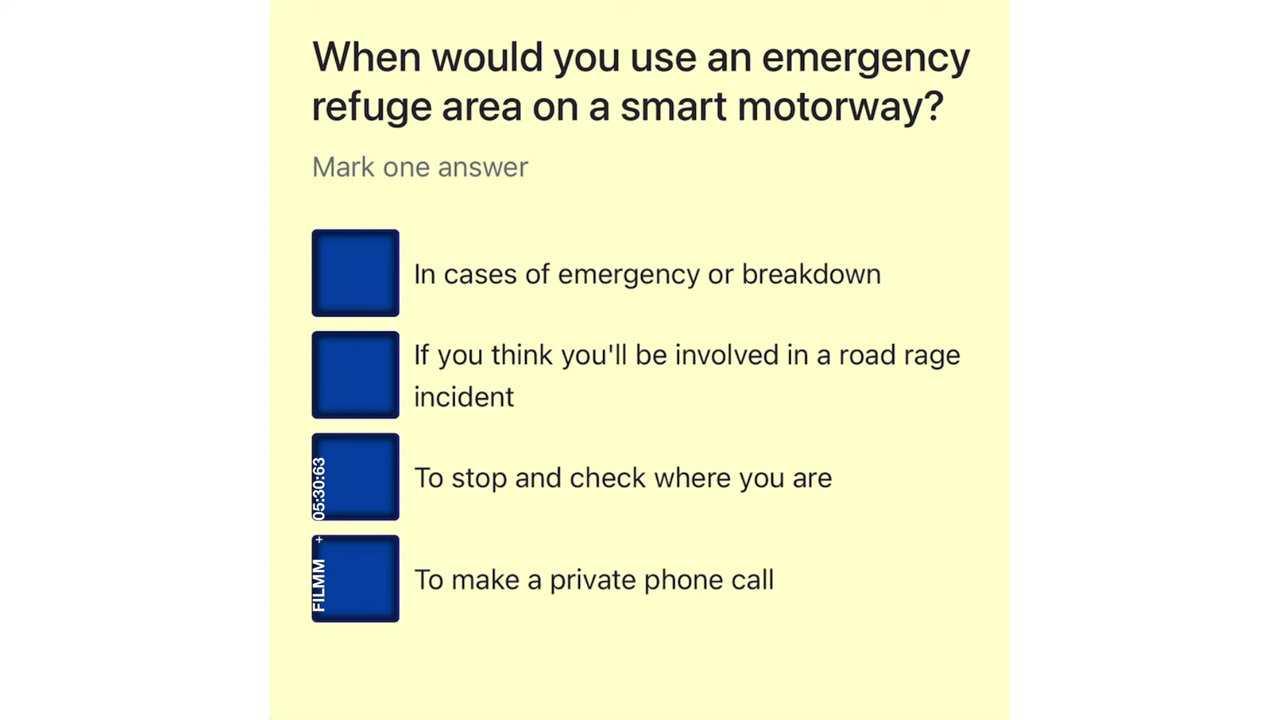 When would you use an emergency
refuge area on a smart motorway?
Mark one answer
In cases of emergency or breakdown
If you think you'll be involved in a road rage
incident
To stop and check where you are
To make a private phone call
FILMM + 05:30:63